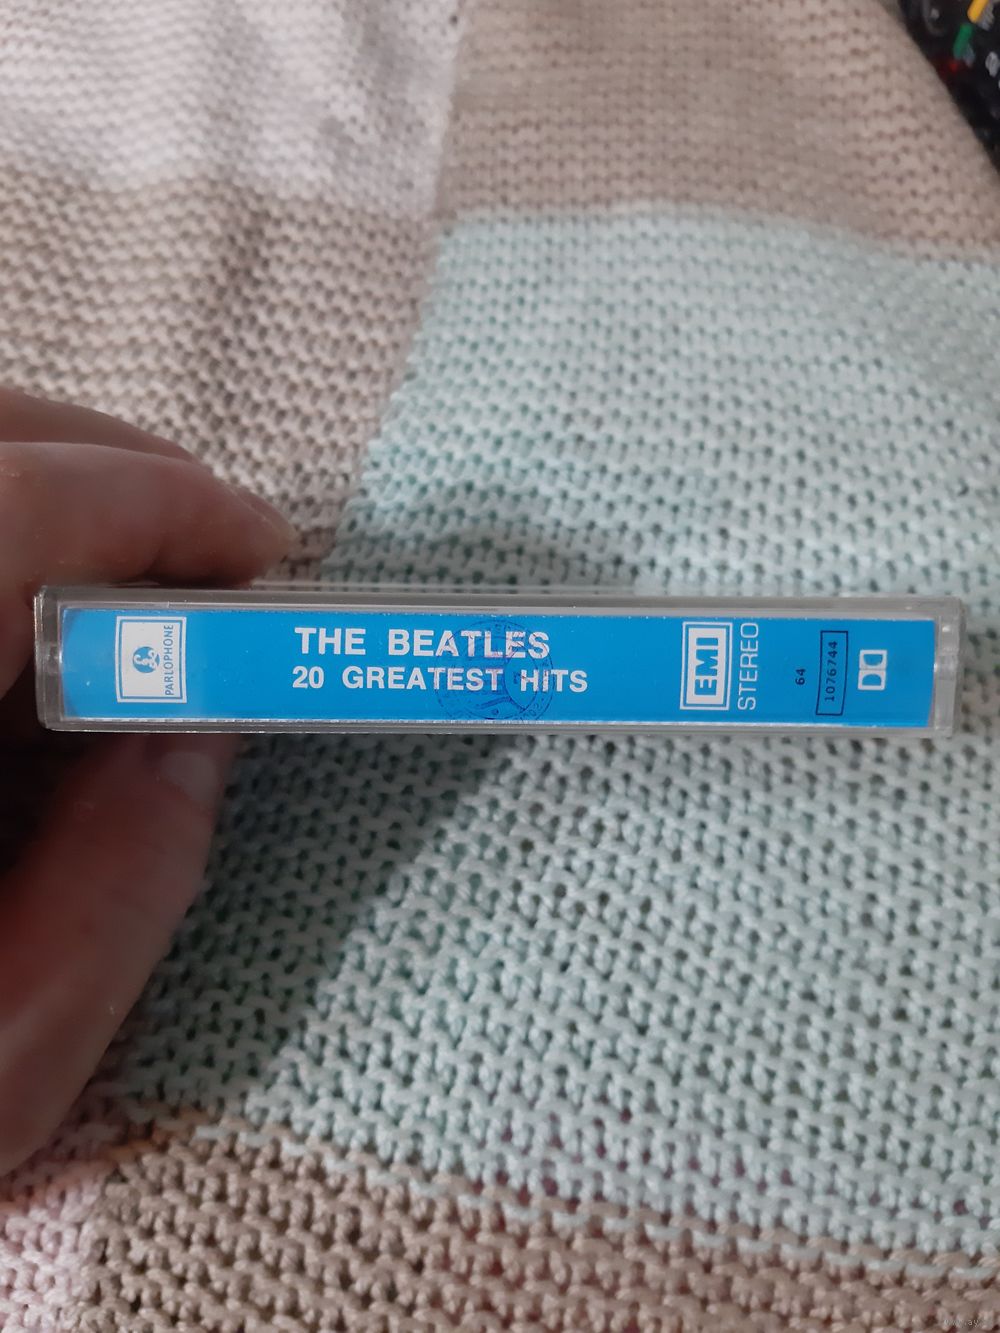 PARLOPHONE
THE BEATLES
20 GREATEST HITS
EMI
STEREO
64
1076744